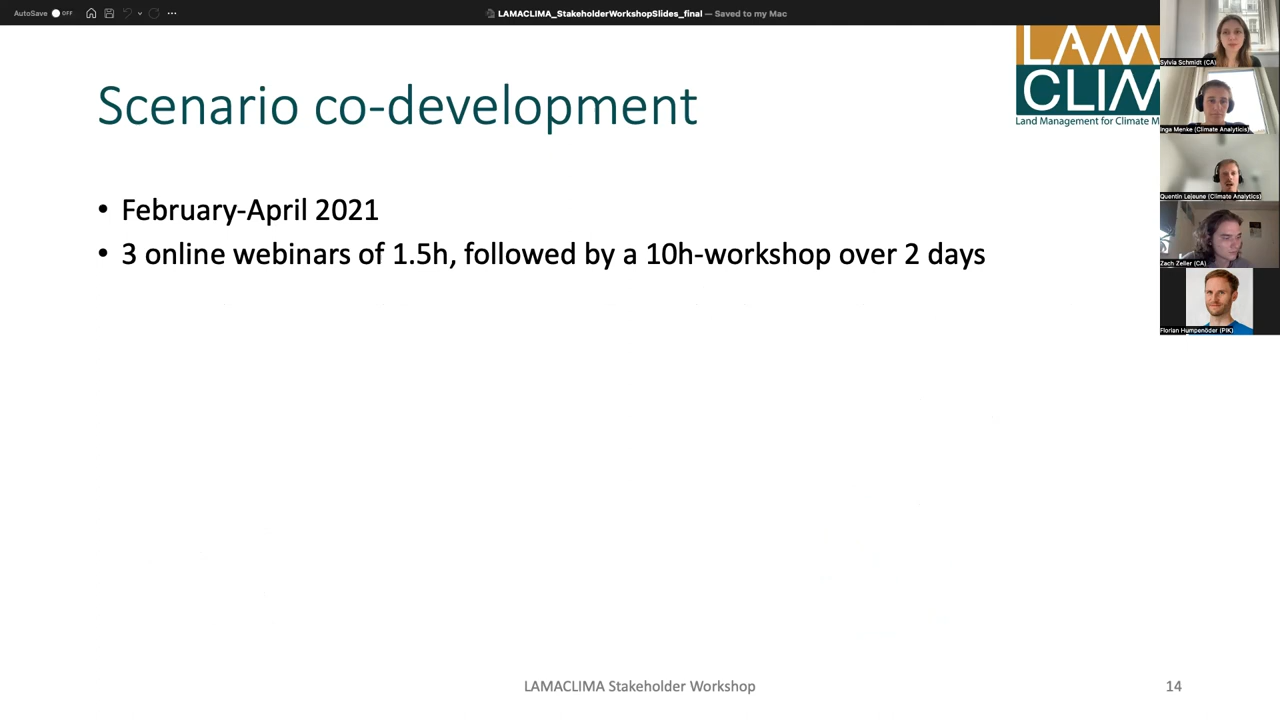 AutoSave OFF
LAMACLIMA_StakeholderWorkshopSlides_final — Saved to my Mac
Scenario co-development
LAM
CLIM
Land Management for Climate M
• February-April 2021
• 3 online webinars of 1.5h, followed by a 10h-workshop over 2 days
Sylvia Schmidt (CA)
Inga Menke (Climate Analytics)
Quentin Lejeune (Climate Analytics)
Zach Zeller (CA)
Florian Humpenöder (PIK)
LAMACLIMA Stakeholder Workshop
14